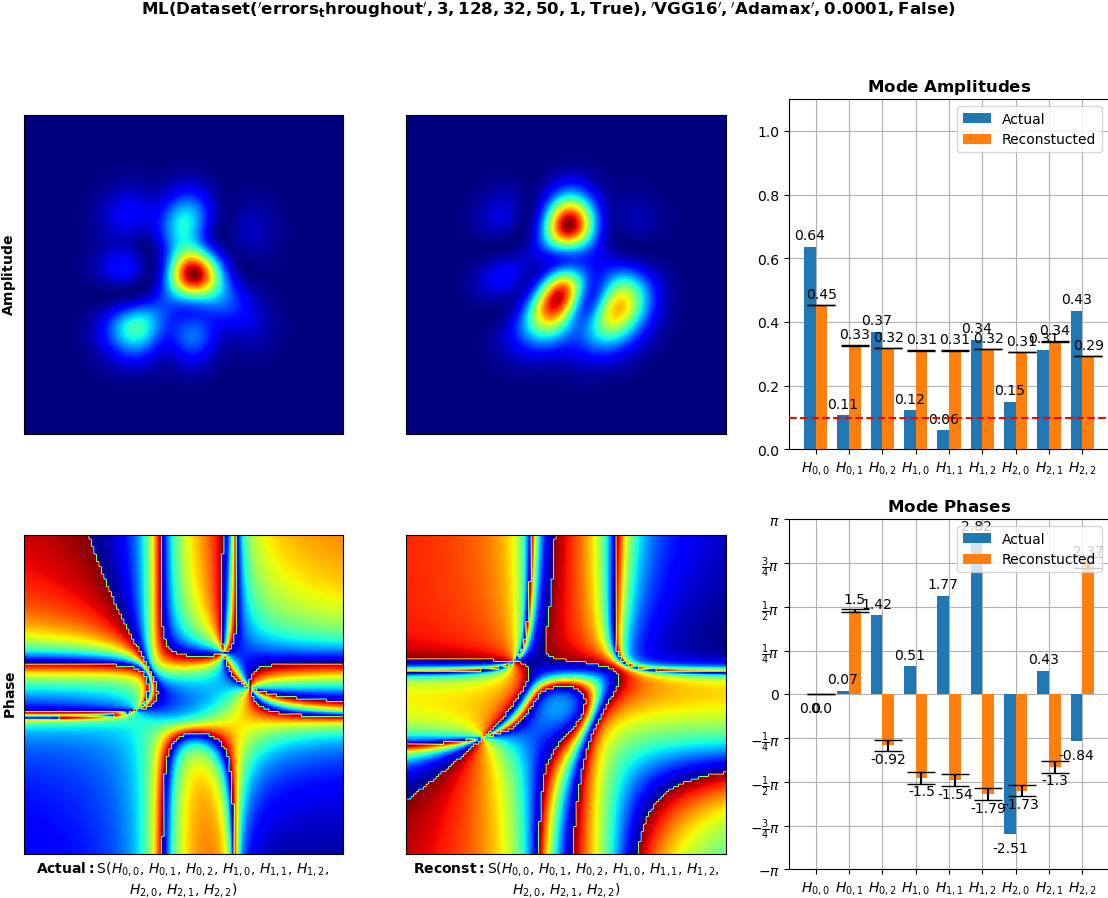 ML(Dataset('errors_throughout', 3, 128, 32, 50, 1, True), 'VGG16', 'Adamax', 0.0001, False)
Amplitude
Mode Amplitudes
Actual
Reconstucted
1.0
0.8
0.6
0.4
0.2
0.0
0.64
0.45
0.11
0.33
0.37
0.32
0.12
0.31
0.06
0.31
0.34
0.32
0.15
0.31
0.31
0.34
0.43
0.29
H0,0 H0,1 H0,2 H1,0 H1,1 H1,2 H2,0 H2,1 H2,2
Phase
Mode Phases
Actual
Reconstucted
π
3/4π
1/2π
1/4π
0
−1/4π
−1/2π
−3/4π
−π
0.0
0.0
0.07
1.5
1.42
-0.92
0.51
-1.5
1.77
-1.54
2.82
-1.79
-2.51
-1.73
0.43
-1.3
-0.84
2.37
H0,0 H0,1 H0,2 H1,0 H1,1 H1,2 H2,0 H2,1 H2,2
Actual: S(H0,0, H0,1, H0,2, H1,0, H1,1, H1,2,
H2,0, H2,1, H2,2)
Reconst: S(H0,0, H0,1, H0,2, H1,0, H1,1, H1,2,
H2,0, H2,1, H2,2)